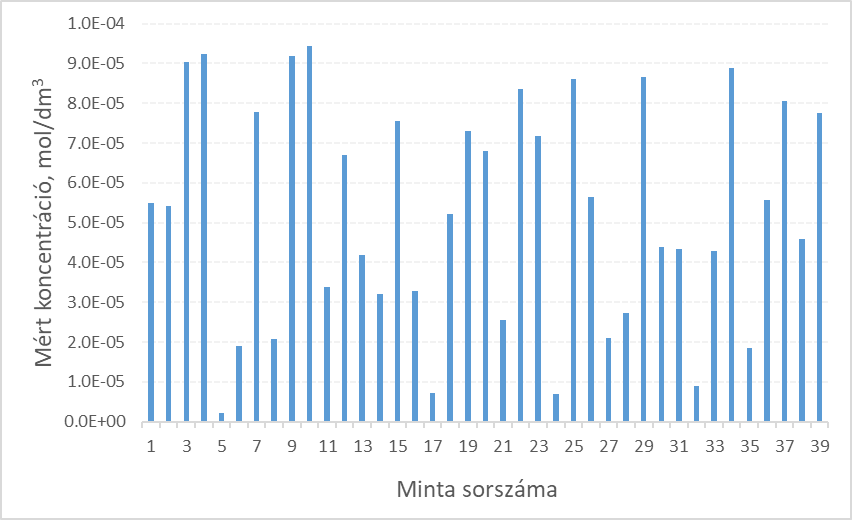 1.0E-04
9.0E-05
8.0E-05
7.0E-05
6.0E-05
5.0E-05
4.0E-05
3.0E-05
2.0E-05
1.0E-05
0.0E+00
Mért koncentráció, mol/dm³
1 3 5 7 9 11 13 15 17 19 21 23 25 27 29 31 33 35 37 39
Minta sorszáma